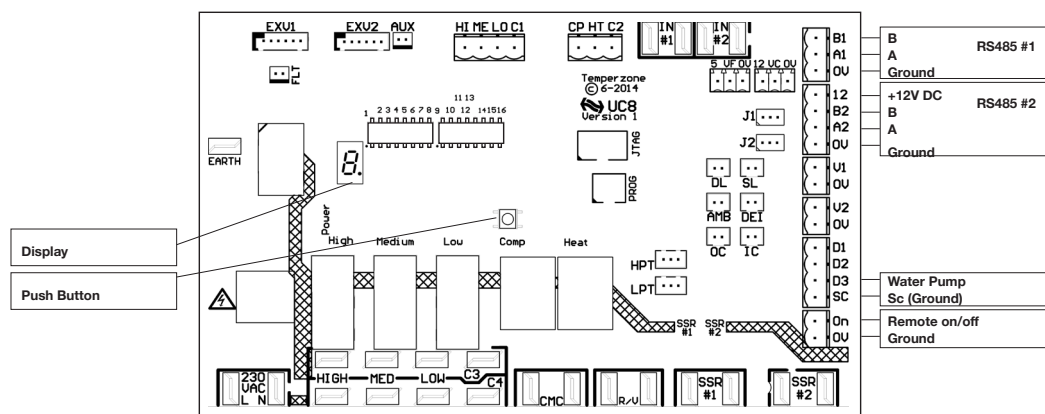 EXV1 EXV2 AUX HI ME LO C1 CP HT C2 IN #1 IN #2
FLT
5 VF 0V 12 VC 0V
Temperzone
© 6-2014
UC8
Version 1
1 2 3 4 5 6 7 8 9 10 11 12 13 14 15 16
EARTH
8.
JTAG
PROG
J1
J2
DL SL
AMB DEI
OC IC
HPT
LPT
Power
High Medium Low Comp Heat
SSR #1 SSR #2
230 VAC L N
HIGH MED LOW C3 C4
CMC R/V SSR #1 SSR #2
B1
A1
0V
12
B2
A2
0V
V1
0V
V2
0V
D1
D2
D3
SC
On
0V
B RS485 #1
A
Ground
+12V DC RS485 #2
B
A
Ground
Water Pump
Sc (Ground)
Remote on/off
Ground
Display
Push Button